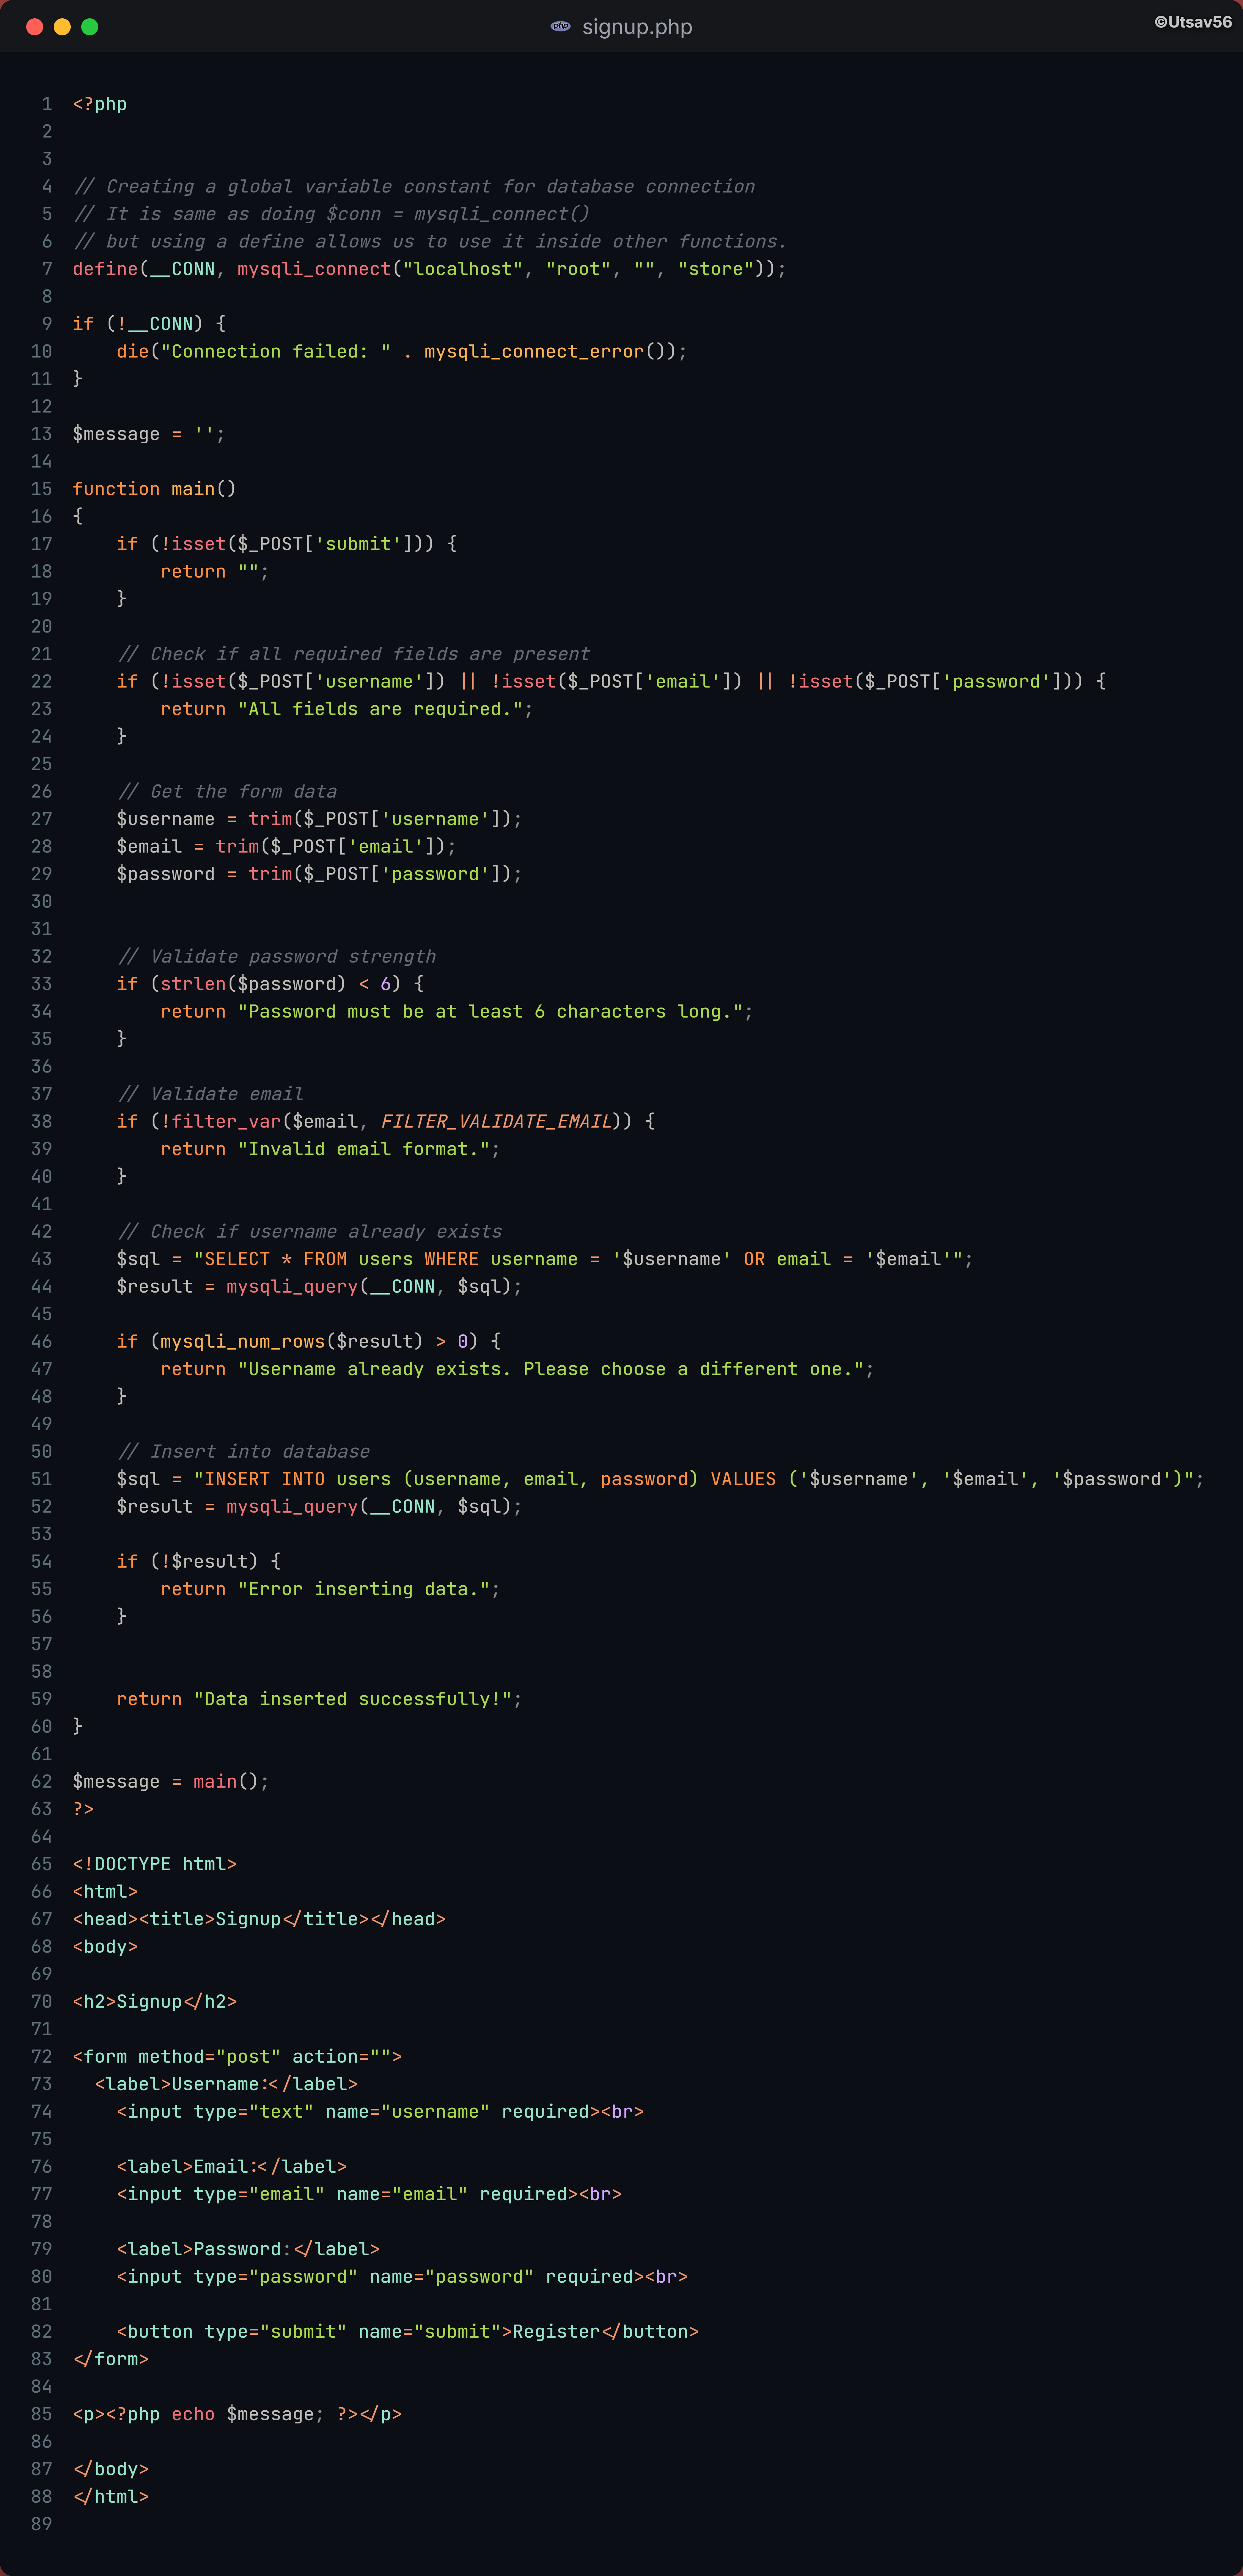 php signup.php ©Utsav56
1 <?php
2
3
4 // Creating a global variable constant for database connection
5 // It is same as doing $conn = mysqli_connect()
6 // but using a define allows us to use it inside other functions.
7 define(__CONN, mysqli_connect("localhost", "root", "", "store"));
8
9 if (!__CONN) {
10     die("Connection failed: " . mysqli_connect_error());
11 }
12
13 $message = '';
14
15 function main()
16 {
17     if (!isset($_POST['submit'])) {
18         return "";
19     }
20
21     // Check if all required fields are present
22     if (!isset($_POST['username']) || !isset($_POST['email']) || !isset($_POST['password'])) {
23         return "All fields are required.";
24     }
25
26     // Get the form data
27     $username = trim($_POST['username']);
28     $email = trim($_POST['email']);
29     $password = trim($_POST['password']);
30
31
32     // Validate password strength
33     if (strlen($password) < 6) {
34         return "Password must be at least 6 characters long.";
35     }
36
37     // Validate email
38     if (!filter_var($email, FILTER_VALIDATE_EMAIL)) {
39         return "Invalid email format.";
40     }
41
42     // Check if username already exists
43     $sql = "SELECT * FROM users WHERE username = '$username' OR email = '$email'";
44     $result = mysqli_query(__CONN, $sql);
45
46     if (mysqli_num_rows($result) > 0) {
47         return "Username already exists. Please choose a different one.";
48     }
49
50     // Insert into database
51     $sql = "INSERT INTO users (username, email, password) VALUES ('$username', '$email', '$password')";
52     $result = mysqli_query(__CONN, $sql);
53
54     if (!$result) {
55         return "Error inserting data.";
56     }
57
58
59     return "Data inserted successfully!";
60 }
61
62 $message = main();
63 ?>
64
65 <!DOCTYPE html>
66 <html>
67 <head><title>Signup</title></head>
68 <body>
69
70 <h2>Signup</h2>
71
72 <form method="post" action="">
73   <label>Username:</label>
74     <input type="text" name="username" required><br>
75
76     <label>Email:</label>
77     <input type="email" name="email" required><br>
78
79     <label>Password:</label>
80     <input type="password" name="password" required><br>
81
82     <button type="submit" name="submit">Register</button>
83 </form>
84
85 <p><?php echo $message; ?></p>
86
87 </body>
88 </html>
89